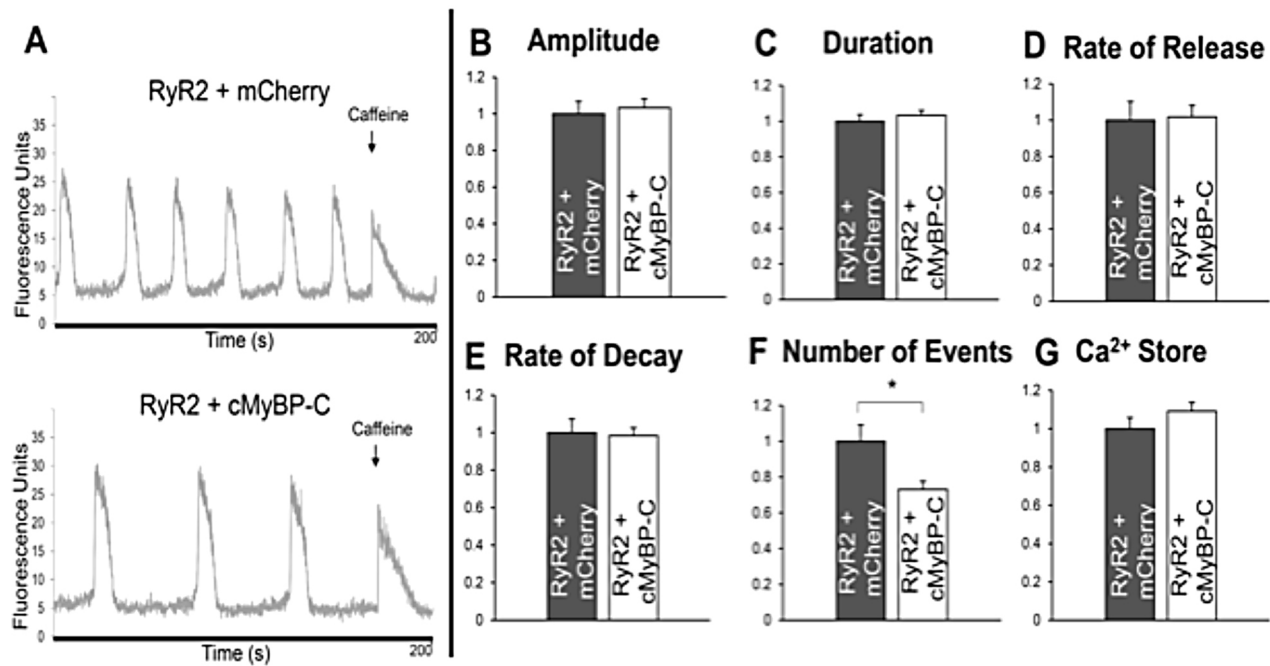 A
RyR2 + mCherry
Caffeine
Fluorescence Units
35
30
25
20
15
10
5
0
Time (s)
200
RyR2 + cMyBP-C
Caffeine
Fluorescence Units
35
30
25
20
15
10
5
0
Time (s)
200
B Amplitude
1.2
1
0.8
0.6
0.4
0.2
0
RyR2 +
mCherry
RyR2 +
cMyBP-C
C Duration
1.2
1
0.8
0.6
0.4
0.2
0
RyR2 +
mCherry
RyR2 +
cMyBP-C
D Rate of Release
1.2
1
0.8
0.6
0.4
0.2
0
RyR2 +
mCherry
RyR2 +
cMyBP-C
E Rate of Decay
1.2
1
0.8
0.6
0.4
0.2
0
RyR2 +
mCherry
RyR2 +
cMyBP-C
F Number of Events
*
1.2
1
0.8
0.6
0.4
0.2
0
RyR2 +
mCherry
RyR2 +
cMyBP-C
G Ca²⁺ Store
1.2
1
0.8
0.6
0.4
0.2
0
RyR2 +
mCherry
RyR2 +
cMyBP-C